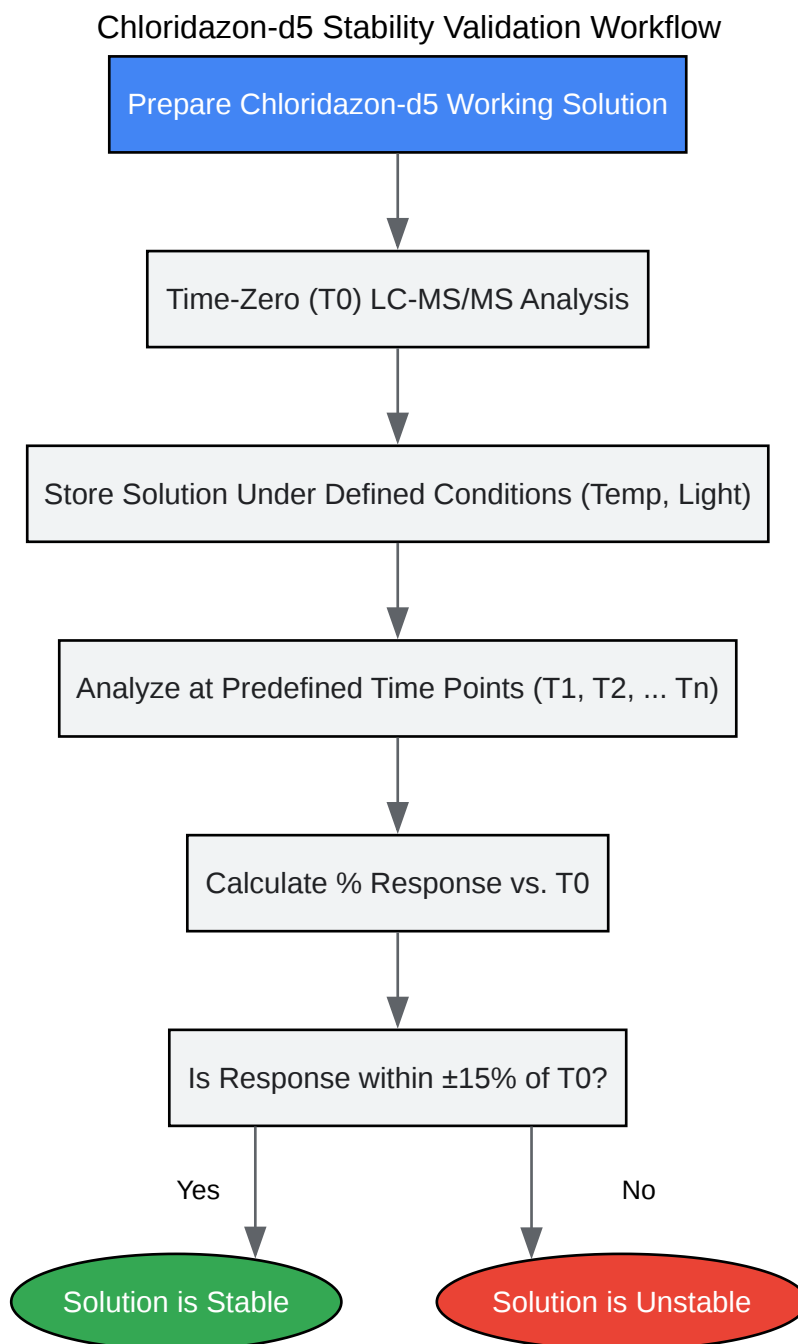 Chloridazon-d5 Stability Validation Workflow
Prepare Chloridazon-d5 Working Solution
Time-Zero (T0) LC-MS/MS Analysis
Store Solution Under Defined Conditions (Temp, Light)
Analyze at Predefined Time Points (T1, T2, ... Tn)
Calculate % Response vs. T0
Is Response within ±15% of T0?
Yes
No
Solution is Stable
Solution is Unstable